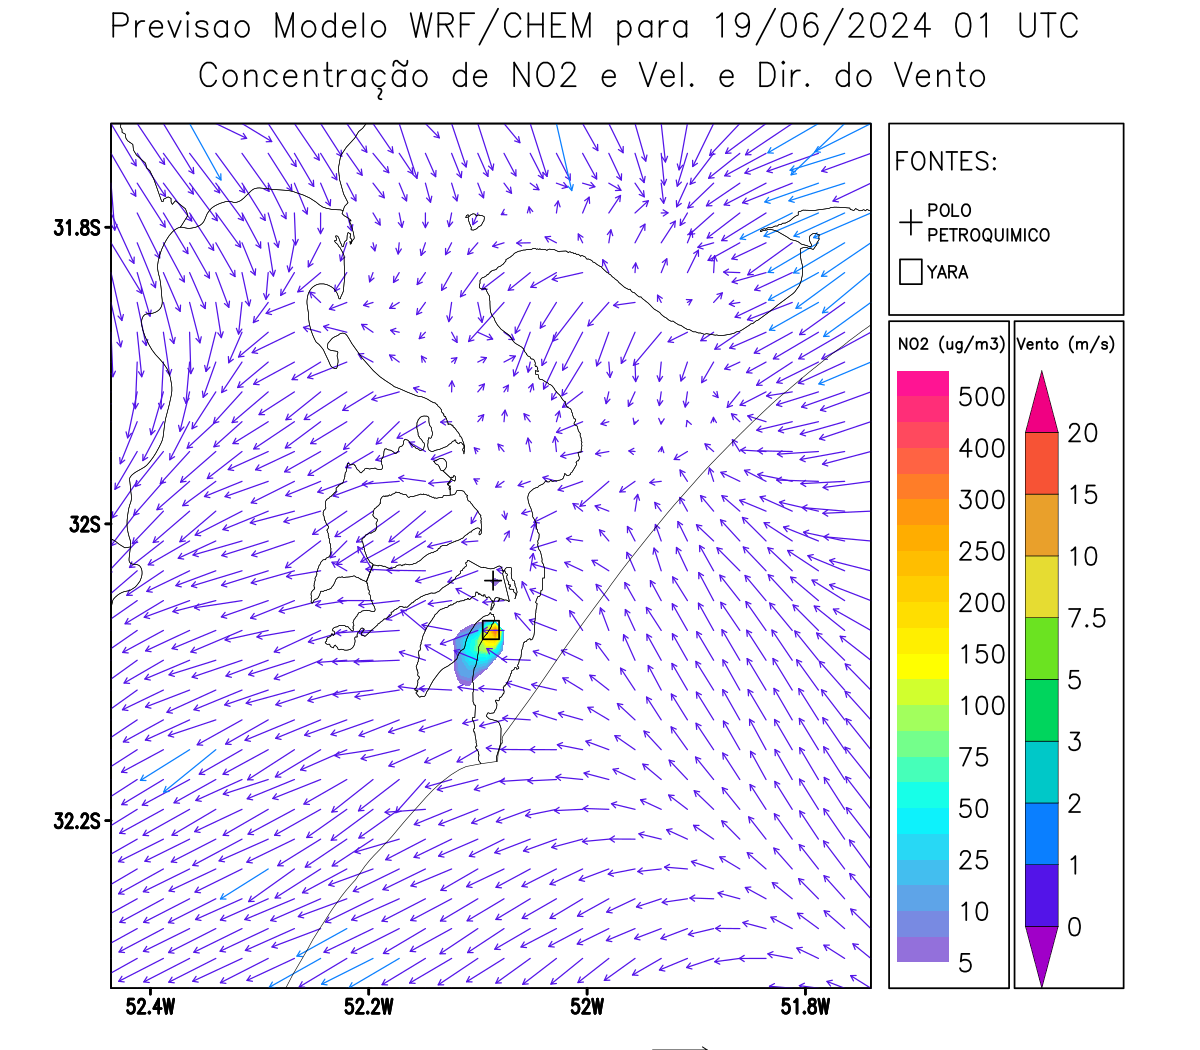 Previsao Modelo WRF/CHEM para 19/06/2024 01 UTC
Concentração de NO2 e Vel. e Dir. do Vento
FONTES:
POLO
PETROQUIMICO
YARA
31.8S
32S
32.2S
52.4W
52.2W
52W
51.8W
NO2 (ug/m3)
500
400
300
250
200
150
100
75
50
25
10
5
Vento (m/s)
20
15
10
7.5
5
3
2
1
0